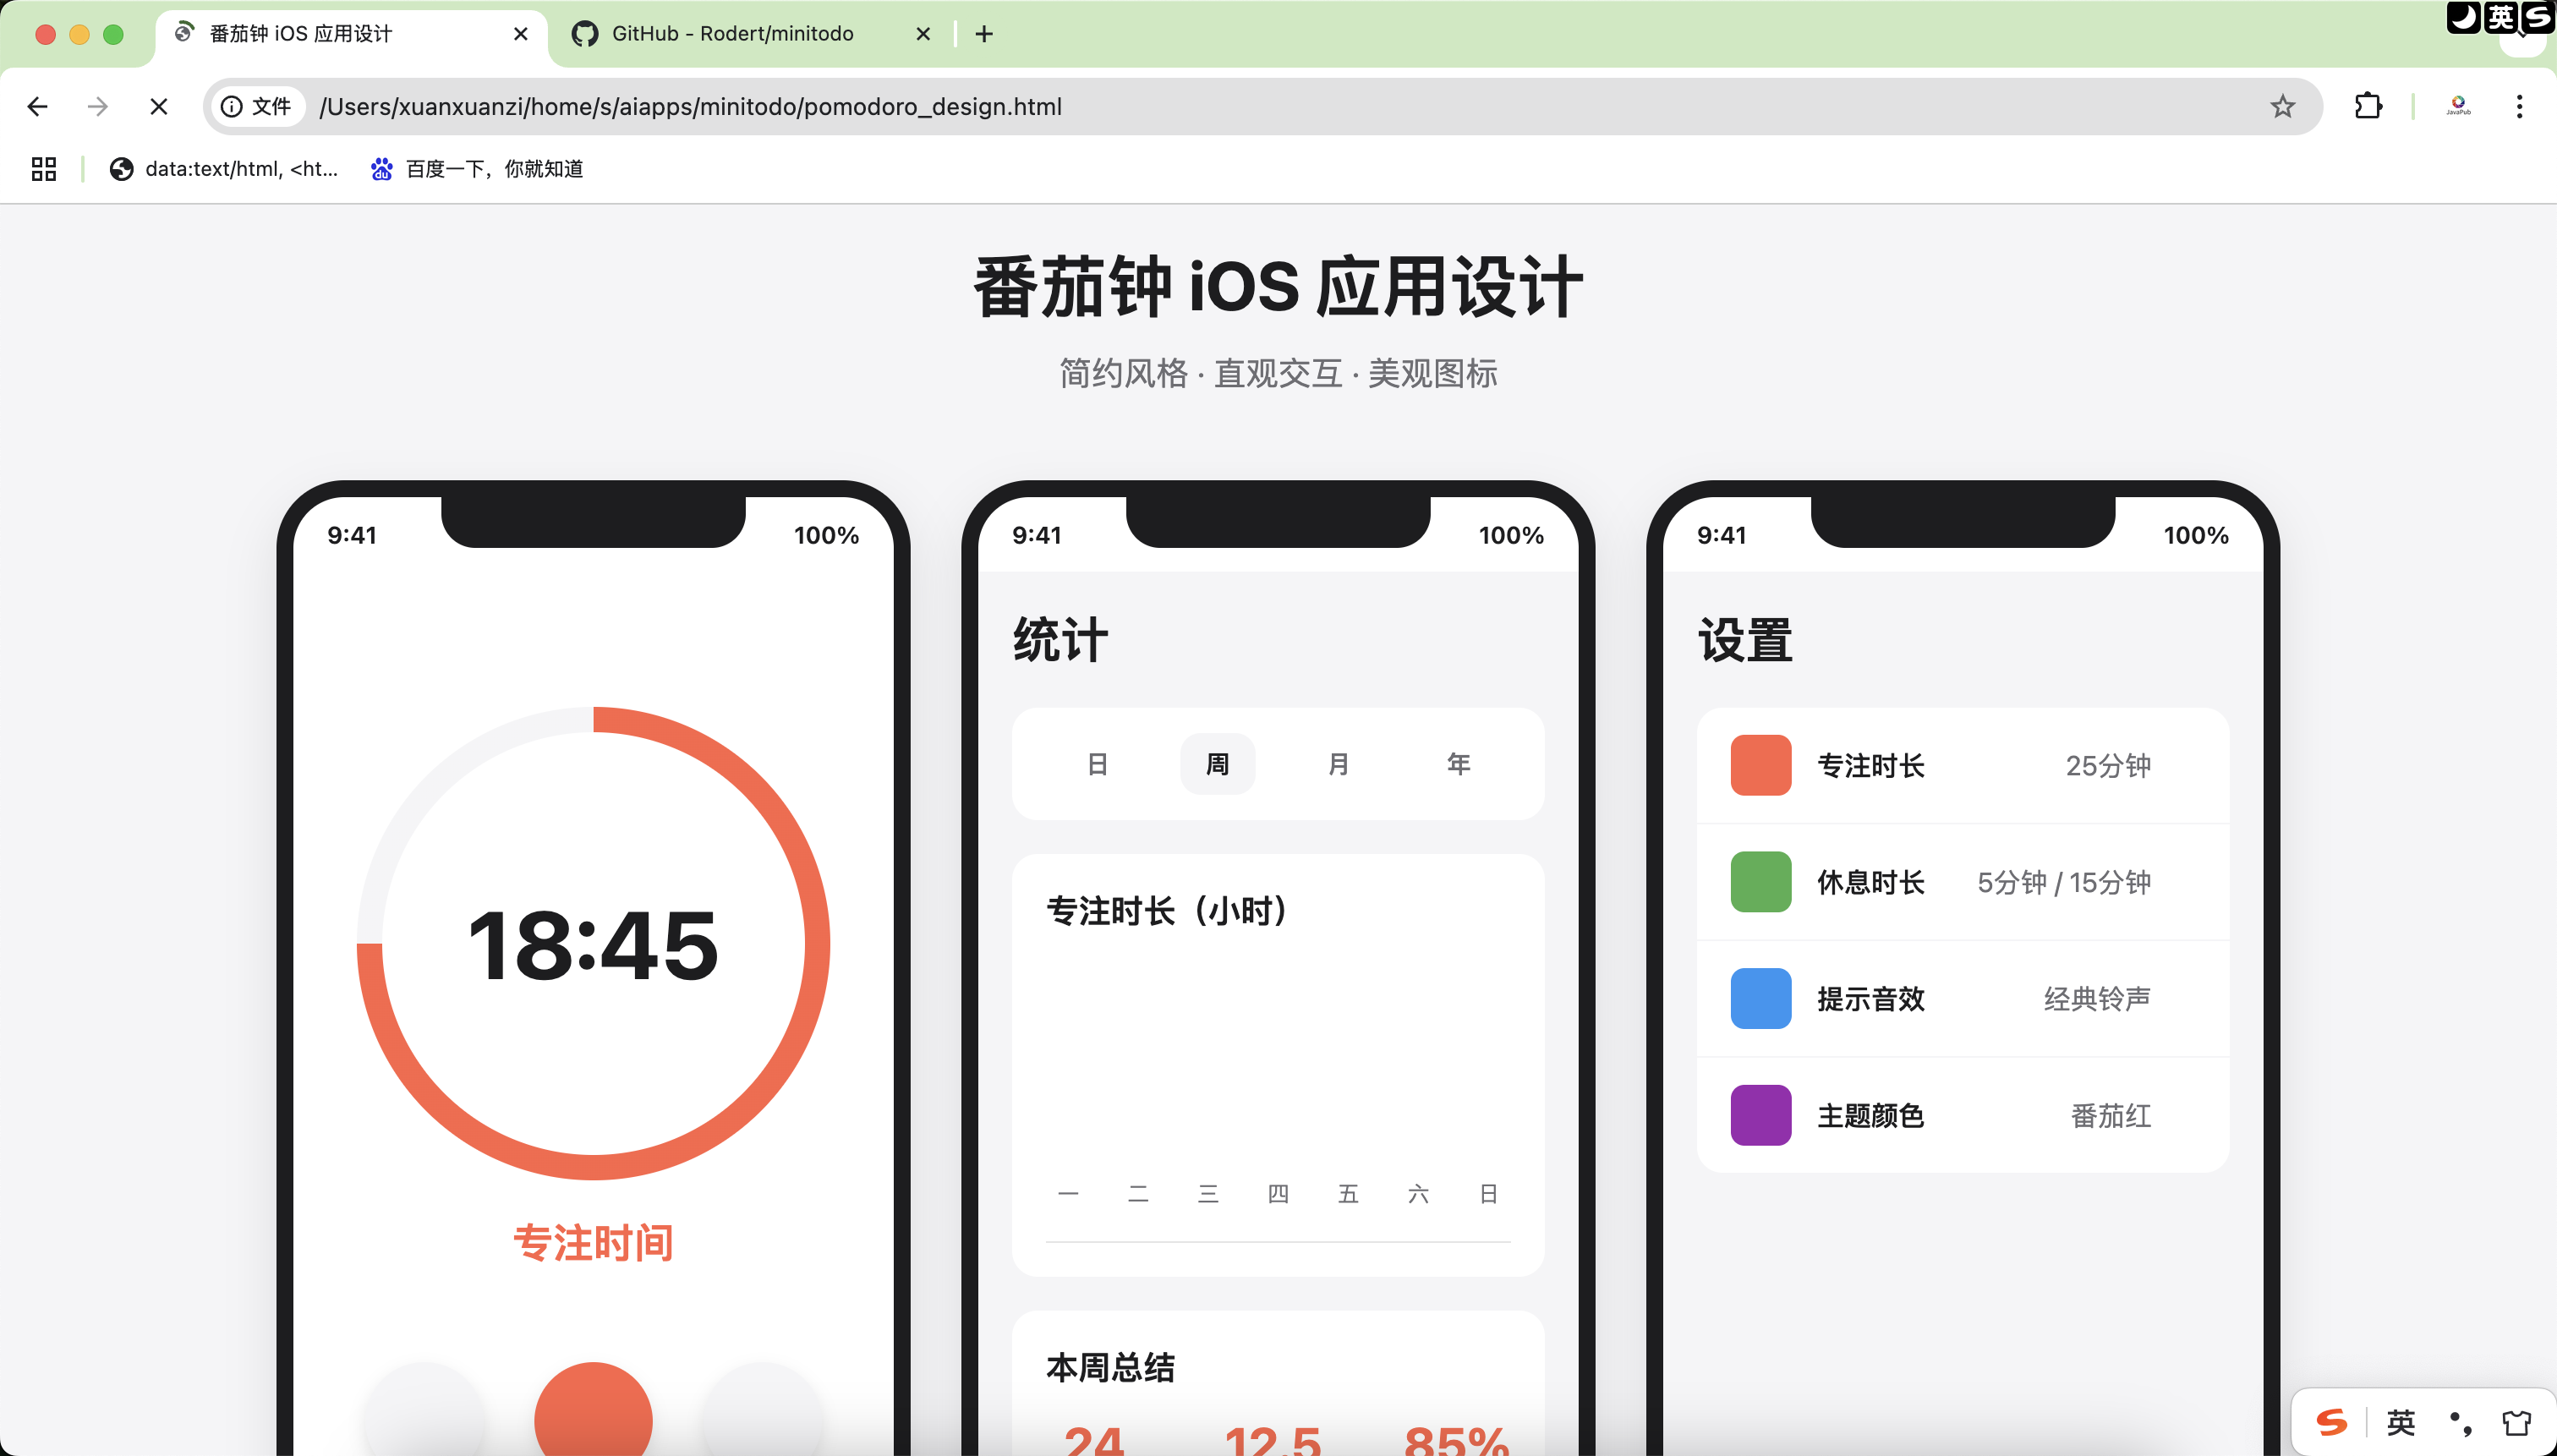 番茄钟 iOS 应用设计
GitHub - Rodert/minitodo
英
文件
/Users/xuanxuanzi/home/s/aiapps/minitodo/pomodoro_design.html
JavaPub
data:text/html, <ht...
du
百度一下，你就知道
番茄钟 iOS 应用设计
简约风格 · 直观交互 · 美观图标
9:41
100%
18:45
专注时间
9:41
100%
统计
日 周 月 年
专注时长（小时）
一 二 三 四 五 六 日
本周总结
24 12.5 85%
9:41
100%
设置
专注时长 25分钟
休息时长 5分钟 / 15分钟
提示音效 经典铃声
主题颜色 番茄红
英